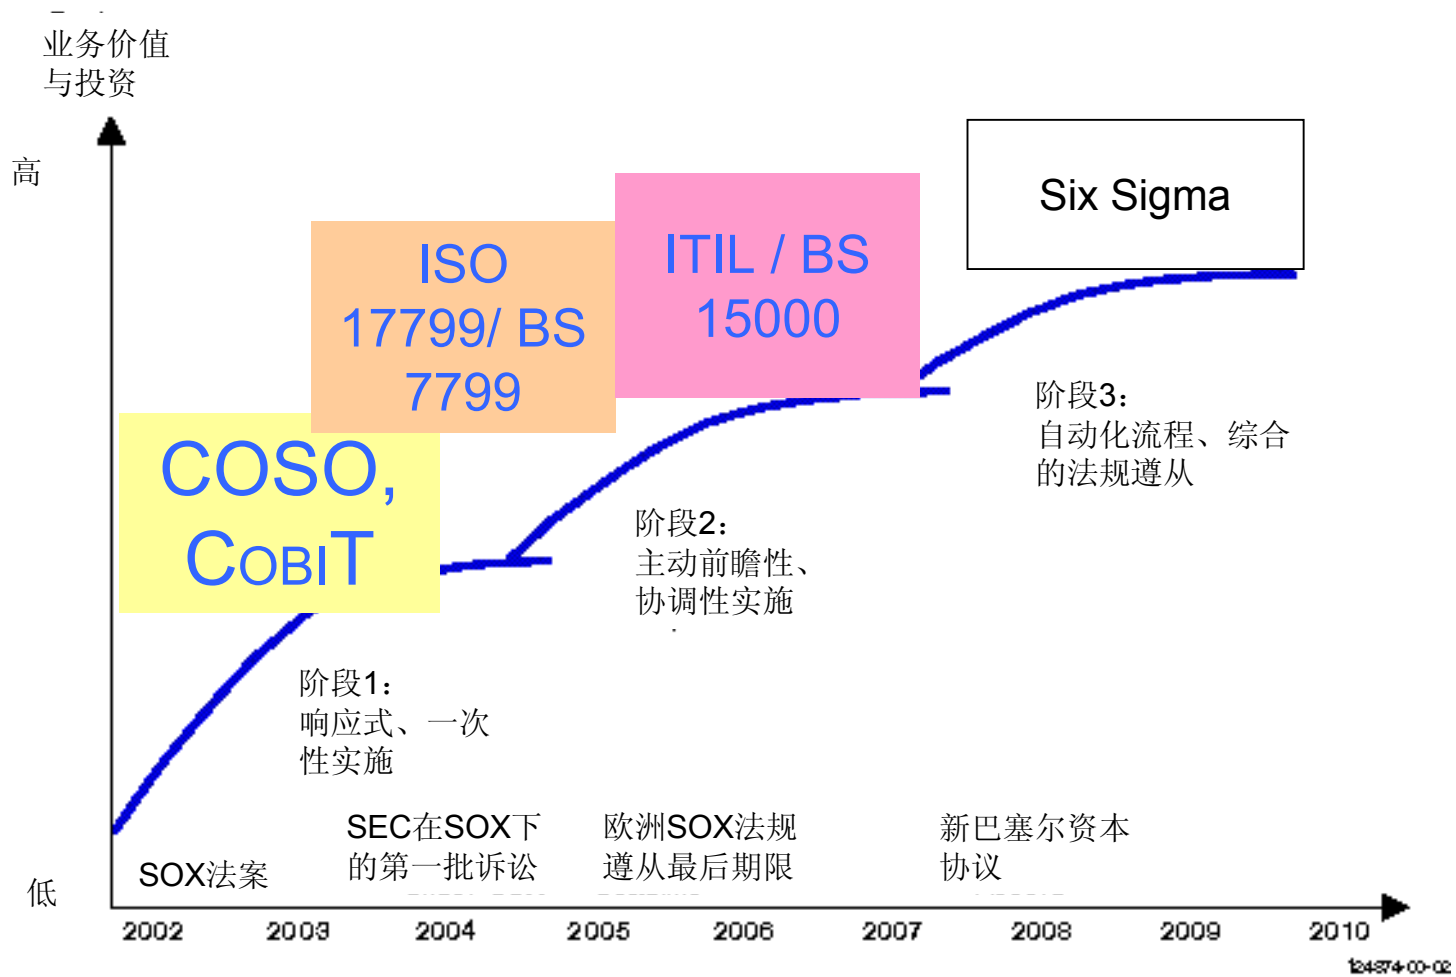 业务价值
与投资
高
Six Sigma
ITIL / BS
15000
ISO
17799/ BS
7799
COSO,
COBIT
阶段3：
自动化流程、综合
的法规遵从
阶段2：
主动前瞻性、
协调性实施
阶段1：
响应式、一次
性实施
SEC在SOX下
的第一批诉讼
欧洲SOX法规
遵从最后期限
新巴塞尔资本
协议
SOX法案
低
2002 2003 2004 2005 2006 2007 2008 2009 2010
124874-00-02